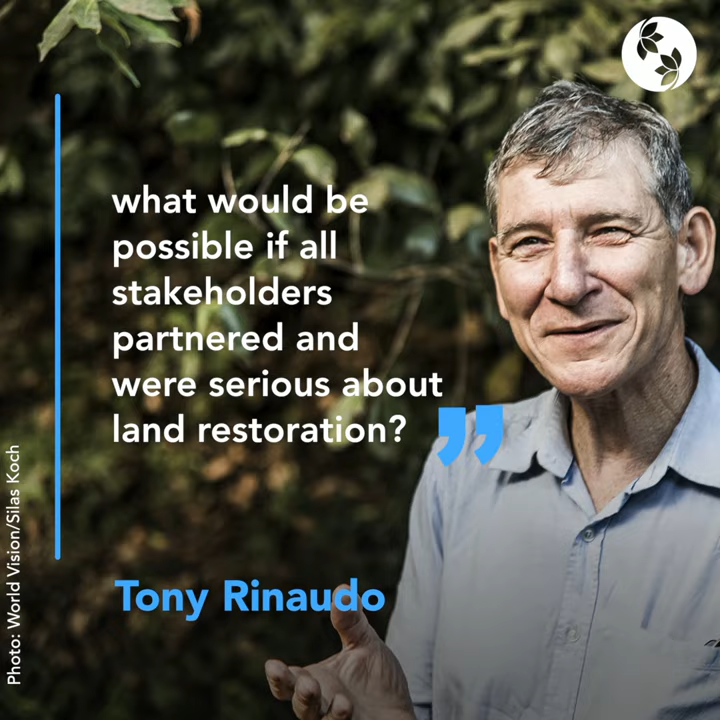 what would be
possible if all
stakeholders
partnered and
were serious about
land restoration? ”
Tony Rinaudo
Photo: World Vision/Silas Koch